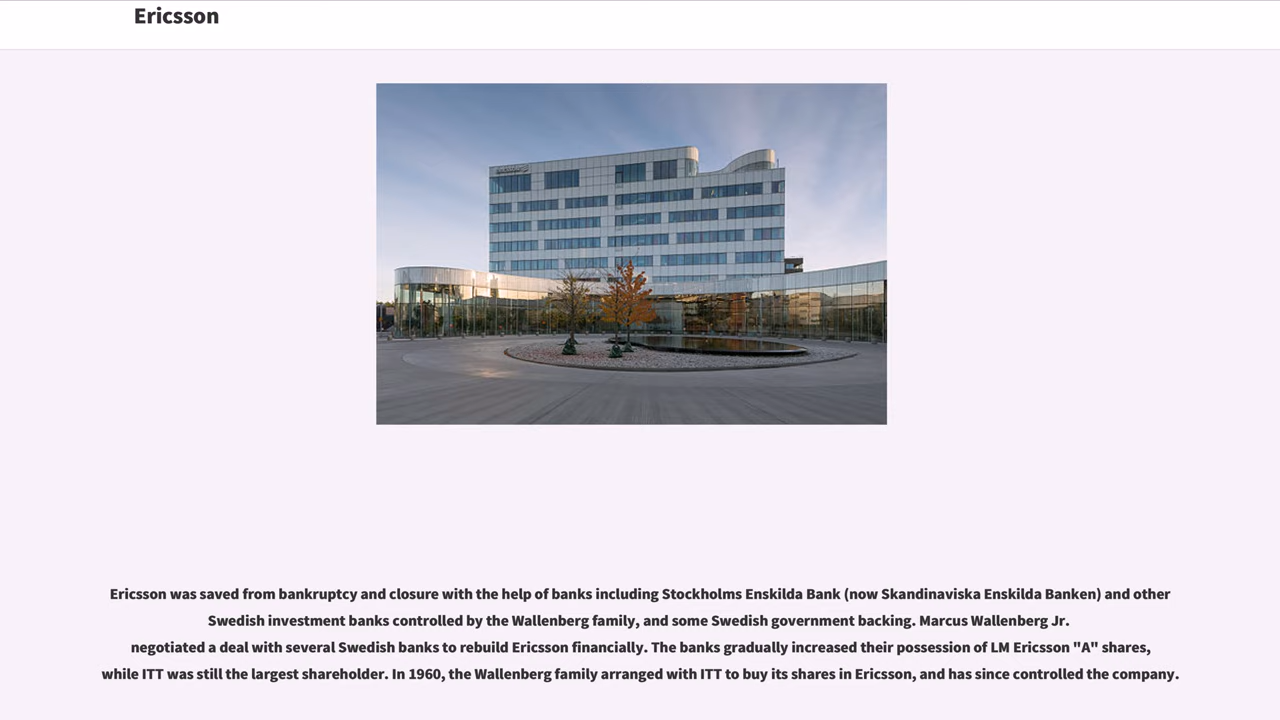 Ericsson
Ericsson was saved from bankruptcy and closure with the help of banks including Stockholms Enskilda Bank (now Skandinaviska Enskilda Banken) and other
Swedish investment banks controlled by the Wallenberg family, and some Swedish government backing. Marcus Wallenberg Jr.
negotiated a deal with several Swedish banks to rebuild Ericsson financially. The banks gradually increased their possession of LM Ericsson "A" shares,
while ITT was still the largest shareholder. In 1960, the Wallenberg family arranged with ITT to buy its shares in Ericsson, and has since controlled the company.